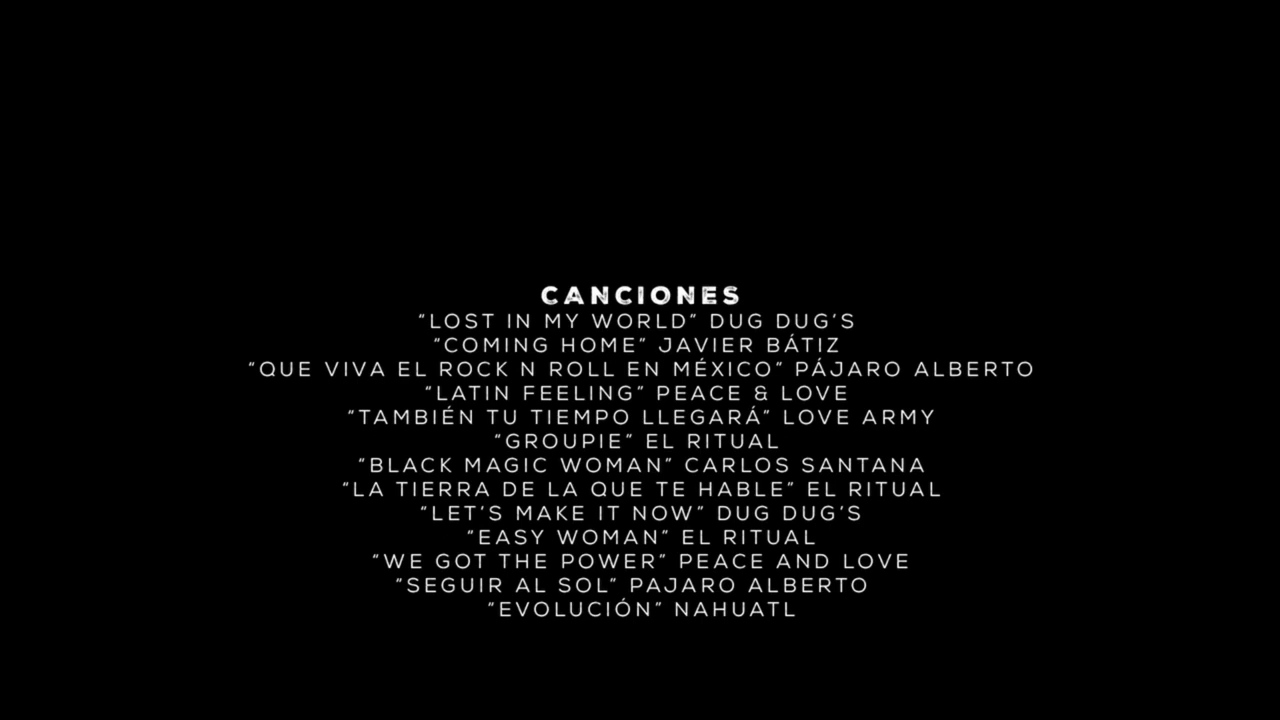 CANCIONES
“LOST IN MY WORLD” DUG DUG’S
“COMING HOME” JAVIER BÁTIZ
“QUE VIVA EL ROCK N ROLL EN MÉXICO” PÁJARO ALBERTO
“LATIN FEELING” PEACE & LOVE
“TAMBIÉN TU TIEMPO LLEGARÁ” LOVE ARMY
“GROUPIE” EL RITUAL
“BLACK MAGIC WOMAN” CARLOS SANTANA
“LA TIERRA DE LA QUE TE HABLE” EL RITUAL
“LET’S MAKE IT NOW” DUG DUG’S
“EASY WOMAN” EL RITUAL
“WE GOT THE POWER” PEACE AND LOVE
“SEGUIR AL SOL” PAJARO ALBERTO
“EVOLUCIÓN” NAHUATL